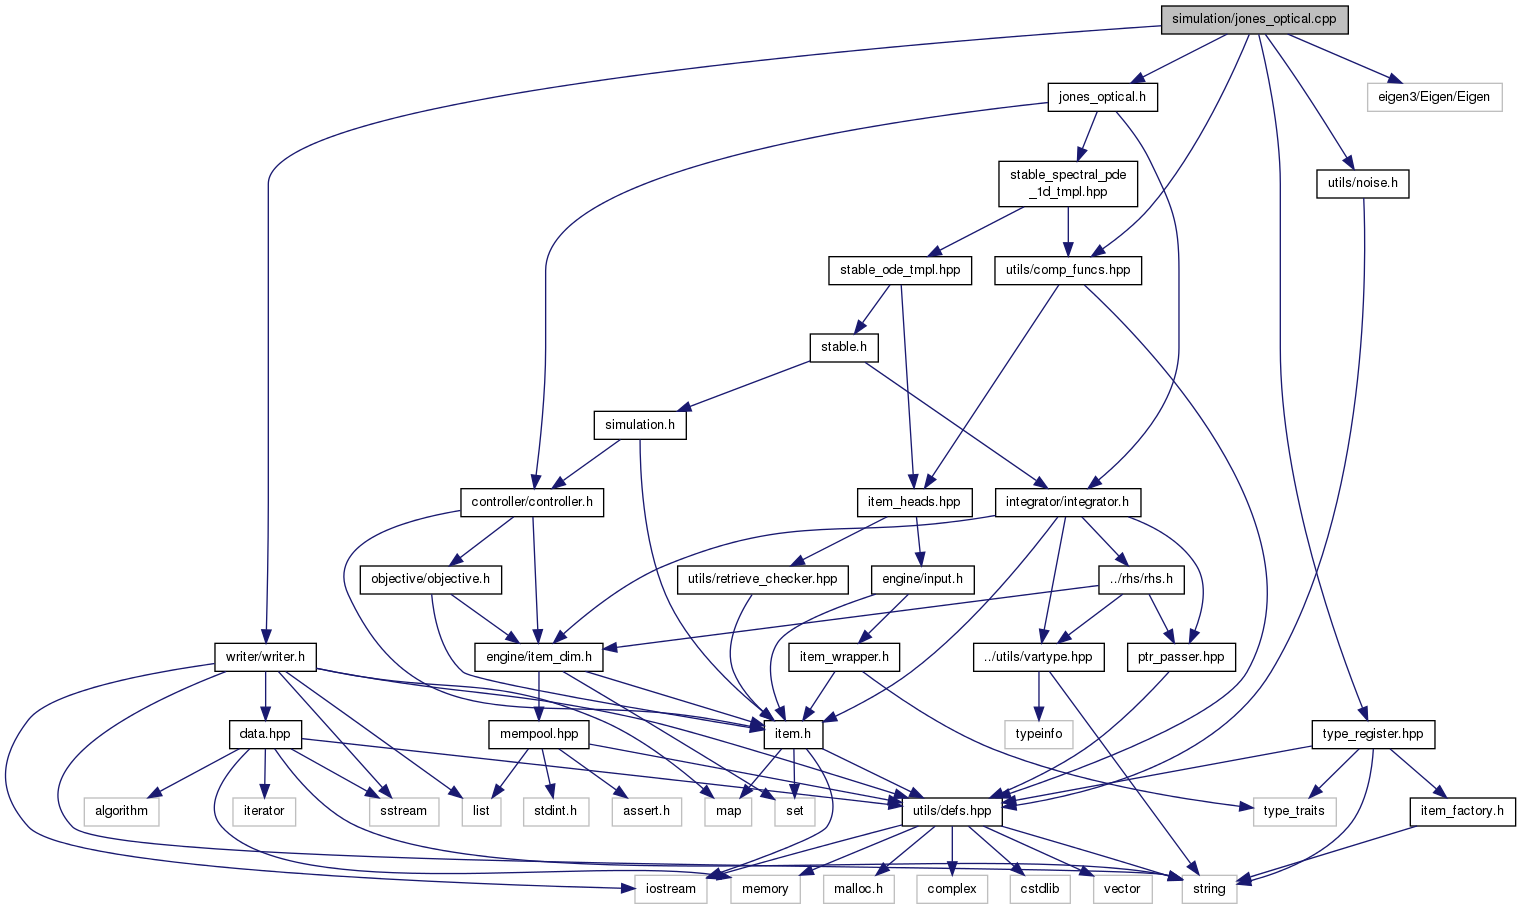 simulation/jones_optical.cpp
jones_optical.h
eigen3/Eigen/Eigen
stable_spectral_pde
_1d_tmpl.hpp
utils/noise.h
stable_ode_tmpl.hpp
utils/comp_funcs.hpp
stable.h
simulation.h
controller/controller.h
item_heads.hpp
integrator/integrator.h
objective/objective.h
utils/retrieve_checker.hpp
engine/input.h
../rhs/rhs.h
writer/writer.h
engine/item_dim.h
item_wrapper.h
../utils/vartype.hpp
ptr_passer.hpp
data.hpp
mempool.hpp
item.h
typeinfo
type_register.hpp
algorithm
iterator
sstream
list
stdint.h
assert.h
map
set
utils/defs.hpp
type_traits
item_factory.h
iostream
memory
malloc.h
complex
cstdlib
vector
string